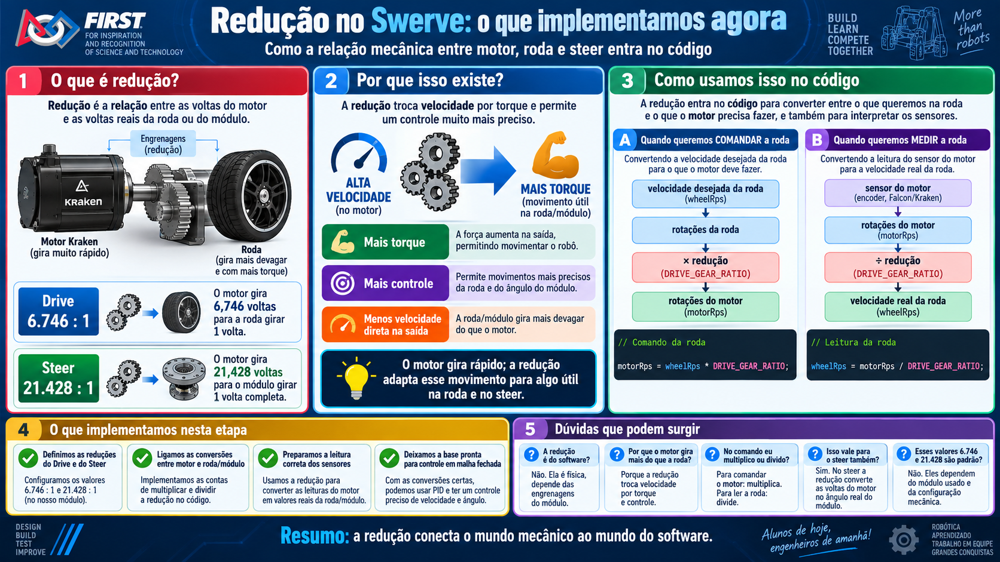 FIRST
FOR INSPIRATION
AND RECOGNITION
OF SCIENCE AND TECHNOLOGY
Redução no Swerve: o que implementamos agora
Como a relação mecânica entre motor, roda e steer entra no código
BUILD
LEARN
COMPETE
TOGETHER
More
than
robots
1 O que é redução?
Redução é a relação entre as voltas do motor
e as voltas reais da roda ou do módulo.
Engrenagens
(redução)
KRAKEN
Motor Kraken
(gira muito rápido)
Roda
(gira mais devagar
e com mais torque)
Drive
6.746 : 1
O motor gira
6,746 voltas
para a roda girar
1 volta.
Steer
21.428 : 1
O motor gira
21,428 voltas
para o módulo girar
1 volta completa.
2 Por que isso existe?
A redução troca velocidade por torque e permite
um controle muito mais preciso.
ALTA
VELOCIDADE
(no motor)
MAIS TORQUE
(movimento útil
na roda/módulo)
Mais torque
A força aumenta na saída,
permitindo movimentar o robô.
Mais controle
Permite movimentos mais precisos
da roda e do ângulo do módulo.
Menos velocidade
direta na saída
A roda/módulo gira mais devagar
do que o motor.
O motor gira rápido; a redução
adapta esse movimento para algo útil
na roda e no steer.
3 Como usamos isso no código
A redução entra no código para converter entre o que queremos na roda
e o que o motor precisa fazer, e também para interpretar os sensores.
A Quando queremos COMANDAR a roda
Convertendo a velocidade desejada da roda
para o que o motor deve fazer.
velocidade desejada da roda
(wheelRps)
rotações da roda
× redução
(DRIVE_GEAR_RATIO)
rotações do motor
(motorRps)
// Comando da roda
motorRps = wheelRps * DRIVE_GEAR_RATIO;
B Quando queremos MEDIR a roda
Convertendo a leitura do sensor do motor
para a velocidade real da roda.
sensor do motor
(encoder, Falcon/Kraken)
rotações do motor
(motorRps)
÷ redução
(DRIVE_GEAR_RATIO)
velocidade real da roda
(wheelRps)
// Leitura da roda
wheelRps = motorRps / DRIVE_GEAR_RATIO;
4 O que implementamos nesta etapa
Definimos as reduções
do Drive e do Steer
Configuramos os valores
6.746 : 1 e 21.428 : 1
(no nosso módulo).
Ligamos as conversões
entre motor e roda/módulo
Implementamos as contas
de multiplicar e dividir
a redução no código.
Preparamos a leitura
correta dos sensores
Usamos a redução para
converter as leituras do motor
em valores reais da roda/módulo.
Deixamos a base pronta
para controle em malha fechada
Com as conversões certas,
podemos usar PID e ter um controle
preciso de velocidade e ângulo.
5 Dúvidas que podem surgir
? A redução
é do software?
Não. Ela é física,
depende das
engrenagens
do módulo.
? Por que o motor gira
mais do que a roda?
Porque a redução
troca velocidade
por torque
e controle.
? No comando eu
multiplico ou divido?
Para comandar
o motor: multiplica.
Para ler a roda:
divide.
? Isso vale para
o steer também?
Sim. No steer a
redução converte
as voltas do motor
no ângulo real do
módulo.
? Esses valores 6.746
e 21.428 são padrão?
Não. Eles dependem
do módulo usado e
da configuração
mecânica.
DESIGN
BUILD
TEST
IMPROVE
Resumo: a redução conecta o mundo mecânico ao mundo do software.
Alunos de hoje,
engenheiros de amanhã!
ROBÓTICA
APRENDIZADO
TRABALHO EM EQUIPE
GRANDES CONQUISTAS